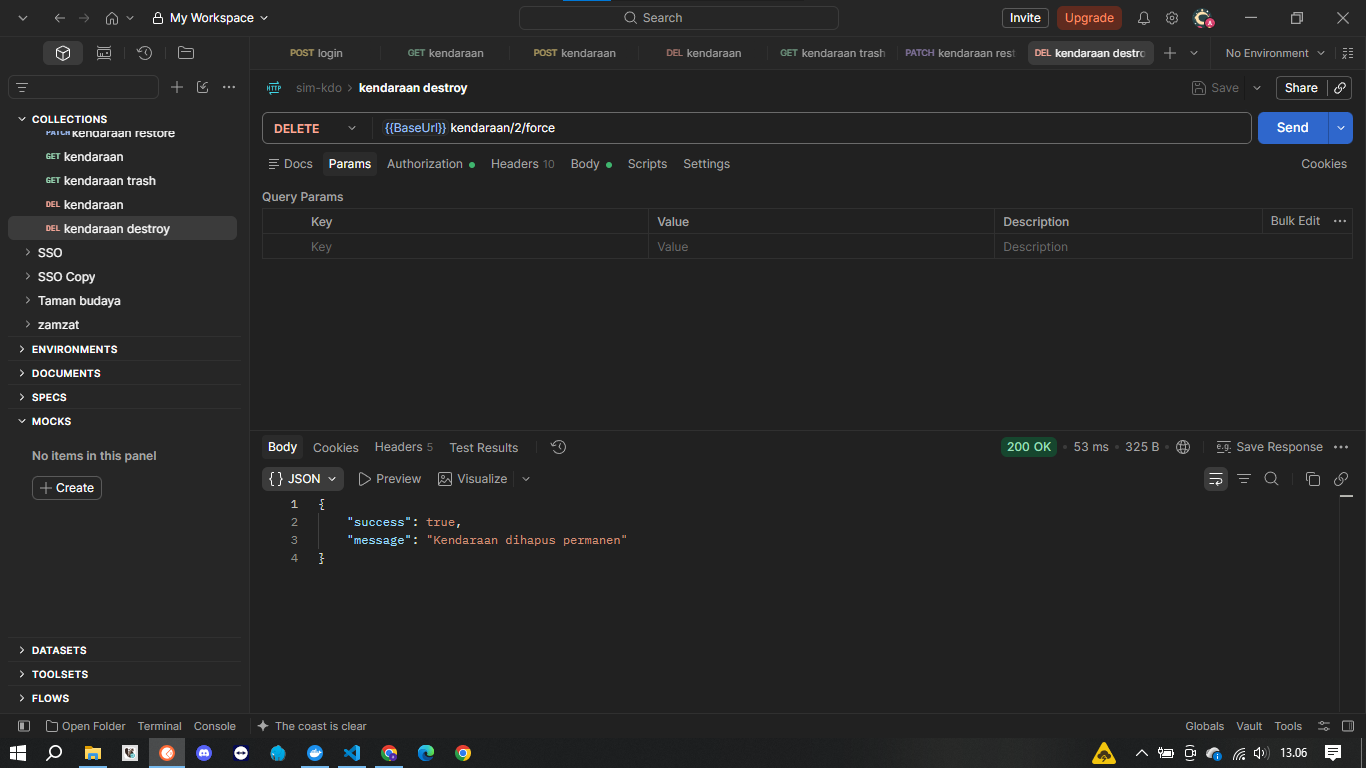 My Workspace
Search
Invite
Upgrade
POST login
GET kendaraan
POST kendaraan
DEL kendaraan
GET kendaraan trash
PATCH kendaraan rest
DEL kendaraan destro
No Environment
HTTP sim-kdo > kendaraan destroy
Save
Share
DELETE
{{BaseUrl}} kendaraan/2/force
Send
Docs
Params
Authorization
Headers 10
Body
Scripts
Settings
Cookies
Query Params
Key Value Description Bulk Edit
Key Value Description
COLLECTIONS
PATCH kendaraan restore
GET kendaraan
GET kendaraan trash
DEL kendaraan
DEL kendaraan destroy
SSO
SSO Copy
Taman budaya
zamzat
ENVIRONMENTS
DOCUMENTS
SPECS
MOCKS
No items in this panel
Create
DATASETS
TOOLSETS
FLOWS
Body
Cookies
Headers 5
Test Results
200 OK • 53 ms • 325 B
e.g. Save Response
{ } JSON
Preview
Visualize
1 {
2 "success": true,
3 "message": "Kendaraan dihapus permanen"
4 }
Open Folder
Terminal
Console
The coast is clear
Globals
Vault
Tools
13.06